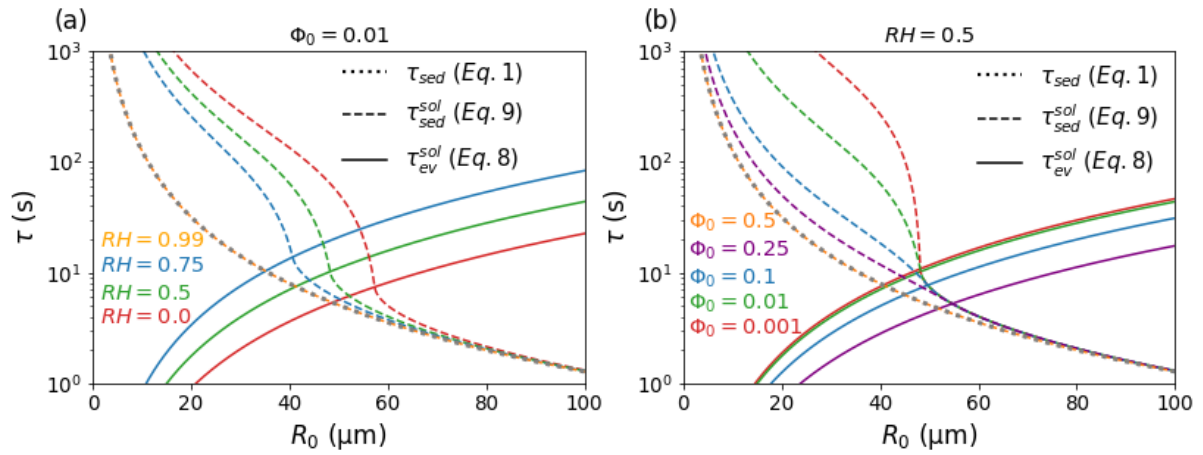 (a)
Φ₀ = 0.01
τ (s)
10³
10²
10¹
10⁰
τ_sed (Eq. 1)
τ_sed^sol (Eq. 9)
τ_ev^sol (Eq. 8)
RH = 0.99
RH = 0.75
RH = 0.5
RH = 0.0
0 20 40 60 80 100
R₀ (μm)
(b)
RH = 0.5
τ (s)
10³
10²
10¹
10⁰
τ_sed (Eq. 1)
τ_sed^sol (Eq. 9)
τ_ev^sol (Eq. 8)
Φ₀ = 0.5
Φ₀ = 0.25
Φ₀ = 0.1
Φ₀ = 0.01
Φ₀ = 0.001
0 20 40 60 80 100
R₀ (μm)